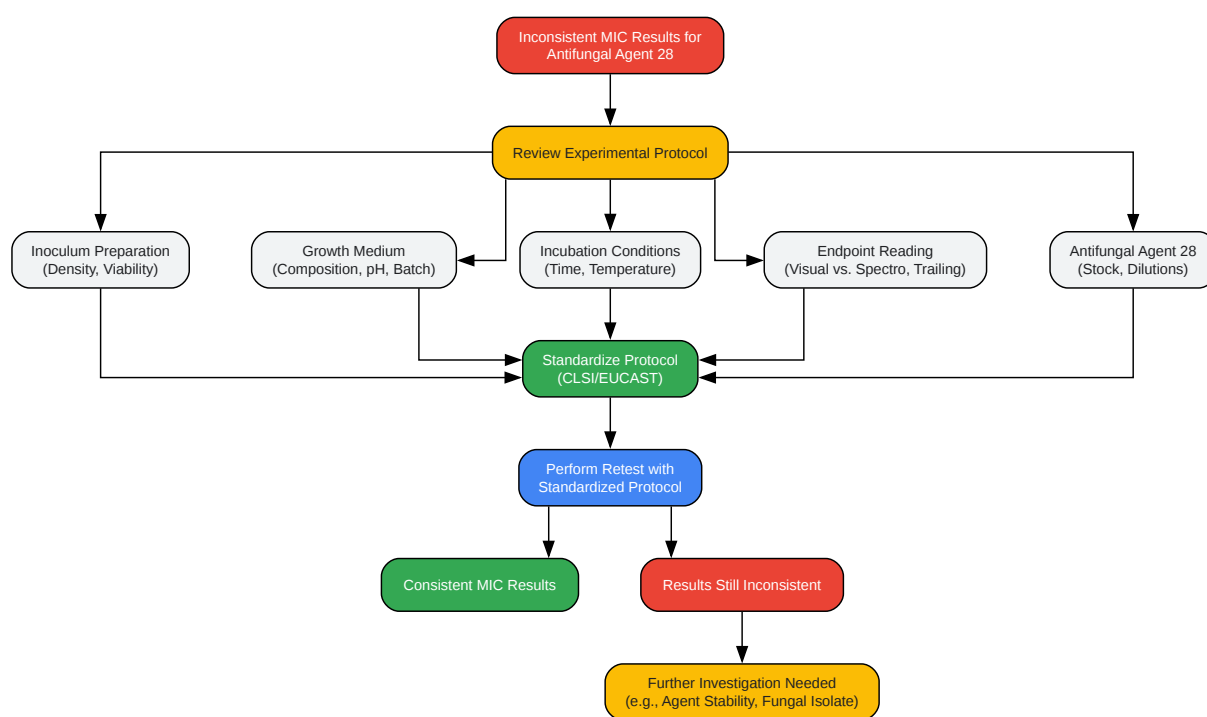 Inconsistent MIC Results for
Antifungal Agent 28
Review Experimental Protocol
Inoculum Preparation
(Density, Viability)
Growth Medium
(Composition, pH, Batch)
Incubation Conditions
(Time, Temperature)
Endpoint Reading
(Visual vs. Spectro, Trailing)
Antifungal Agent 28
(Stock, Dilutions)
Standardize Protocol
(CLSI/EUCAST)
Perform Retest with
Standardized Protocol
Consistent MIC Results
Results Still Inconsistent
Further Investigation Needed
(e.g., Agent Stability, Fungal Isolate)